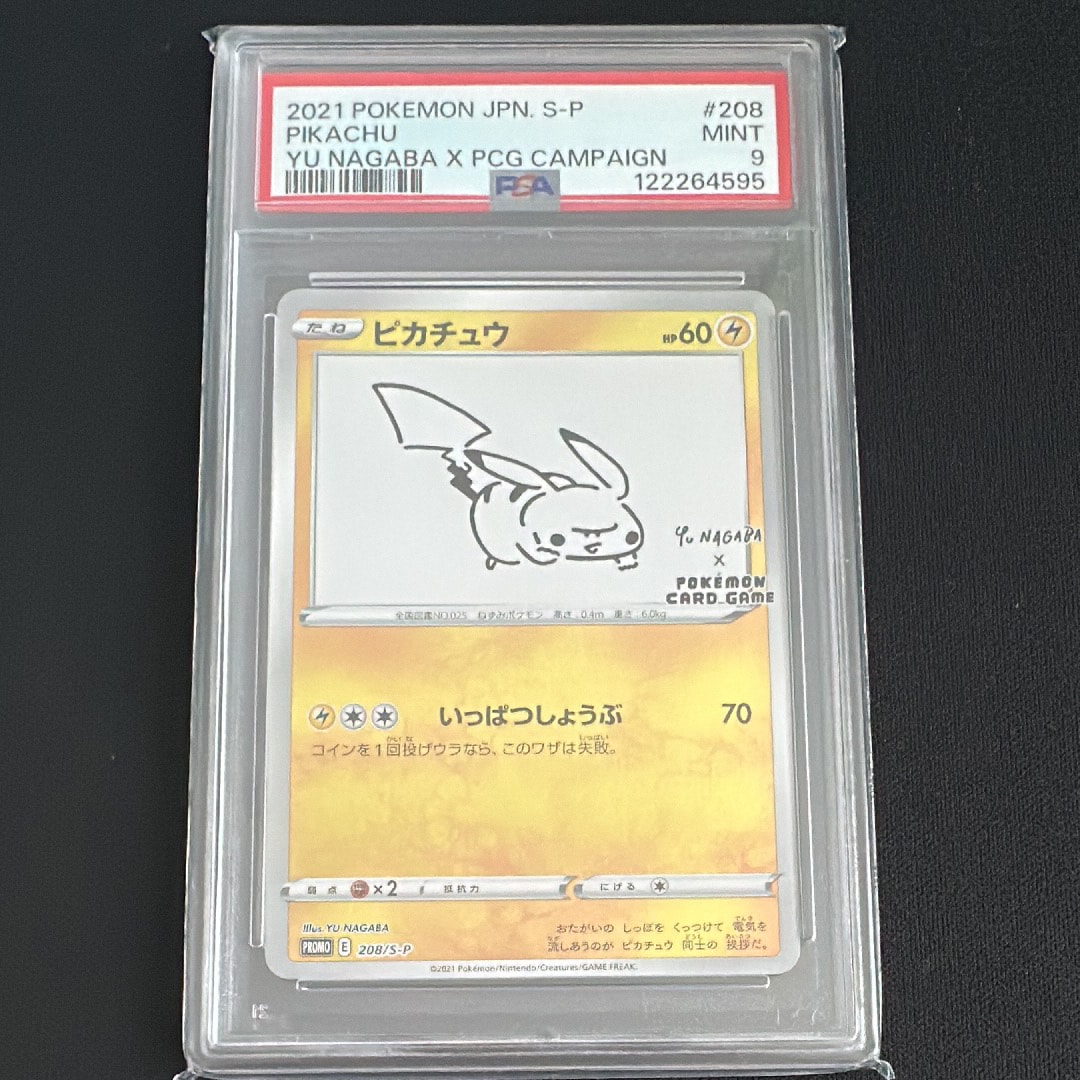 2021 POKEMON JPN. S-P #208
PIKACHU MINT
YU NAGABA X PCG CAMPAIGN 9
PSA 122264595
たね ピカチュウ HP60
YU NAGABA
×
POKÉMON
CARD GAME
全国図鑑NO.025 ねずみポケモン 高さ:0.4m 重さ:6.0kg
いっぱつしょうぶ 70
コインを1回投げウラなら、このワザは失敗。
弱点 ×2 抵抗力 にげる
Illus. YU NAGABA
おたがいの しっぽを くっつけて 電気を
流しあうのが ピカチュウ 同士の 挨拶だ。
PROMO E 208/S-P
©2021 Pokémon/Nintendo/Creatures/GAME FREAK.